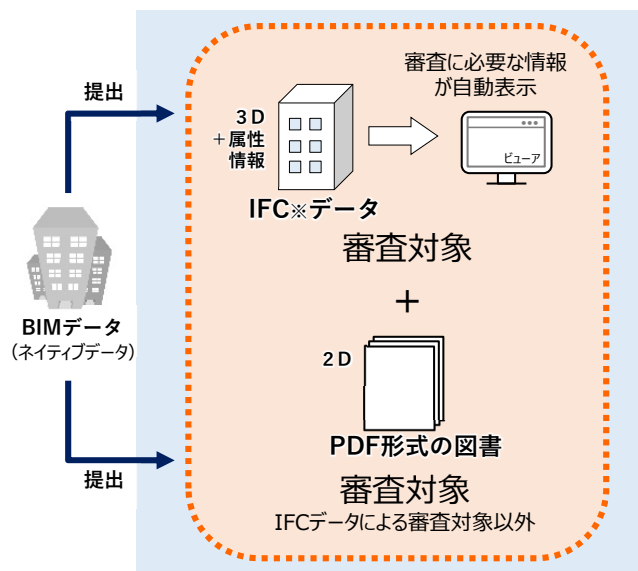 提出
審査に必要な情報
が自動表示
３Ｄ
＋属性
情報
ビューア
IFC※データ
審査対象
＋
BIMデータ
（ネイティブデータ）
２Ｄ
PDF形式の図書
提出
審査対象
IFCデータによる審査対象以外